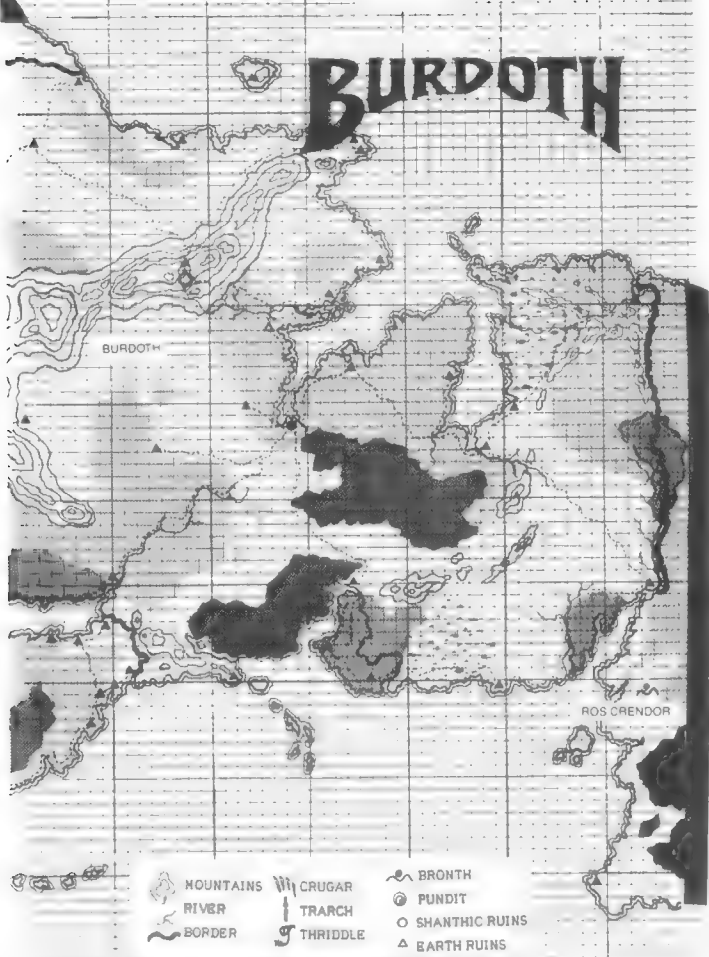 BURDOTH
BURDOTH
ROS CRENDOR
MOUNTAINS
RIVER
BORDER
CRUGAR
TRARCH
THRIDDLE
BRONTH
PUNDIT
SHANTHIC RUINS
EARTH RUINS